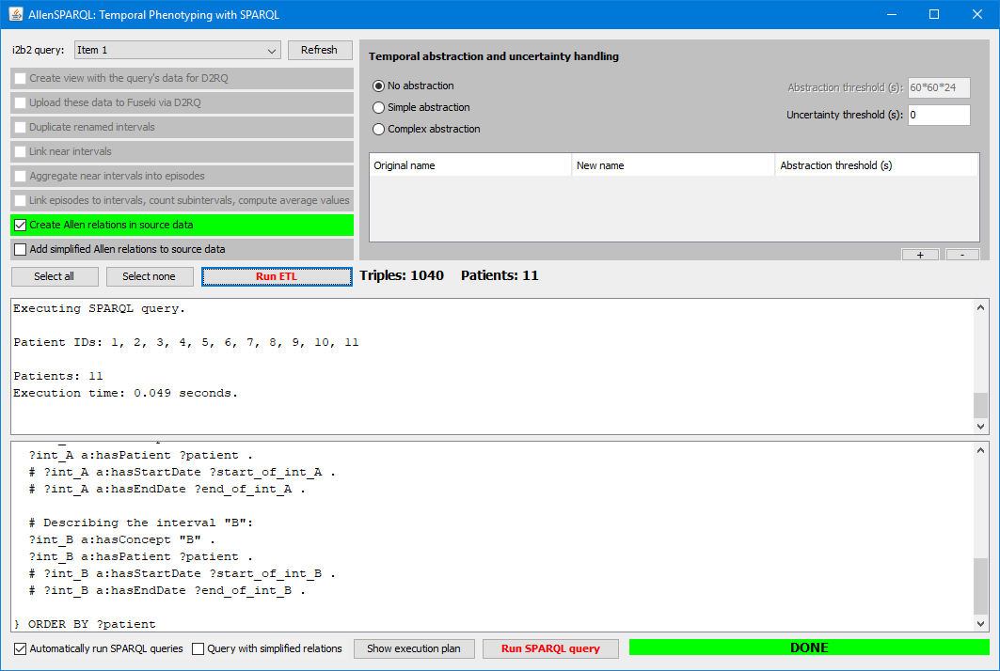 AllenSPARQL: Temporal Phenotyping with SPARQL
i2b2 query: Item 1 Refresh
Create view with the query's data for D2RQ
Upload these data to Fuseki via D2RQ
Duplicate renamed intervals
Link near intervals
Aggregate near intervals into episodes
Link episodes to intervals, count subintervals, compute average values
Create Allen relations in source data
Add simplified Allen relations to source data
Select all Select none Run ETL
Temporal abstraction and uncertainty handling
No abstraction
Simple abstraction
Complex abstraction
Abstraction threshold (s): 60*60*24
Uncertainty threshold (s): 0
Original name New name Abstraction threshold (s)
+ -
Triples: 1040 Patients: 11
Executing SPARQL query.
Patient IDs: 1, 2, 3, 4, 5, 6, 7, 8, 9, 10, 11
Patients: 11
Execution time: 0.049 seconds.
?int_A a:hasPatient ?patient .
# ?int_A a:hasStartDate ?start_of_int_A .
# ?int_A a:hasEndDate ?end_of_int_A .
# Describing the interval "B":
?int_B a:hasConcept "B" .
?int_B a:hasPatient ?patient .
# ?int_B a:hasStartDate ?start_of_int_B .
# ?int_B a:hasEndDate ?end_of_int_B .
} ORDER BY ?patient
Automatically run SPARQL queries Query with simplified relations Show execution plan Run SPARQL query DONE